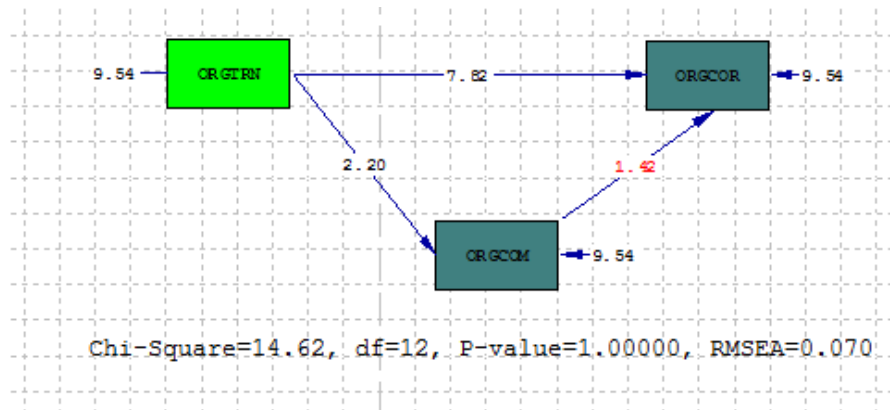 9.54 ORGTRN 7.82 ORGCOR 9.54
2.20 1.42
ORGCOM 9.54
Chi-Square=14.62, df=12, P-value=1.00000, RMSEA=0.070